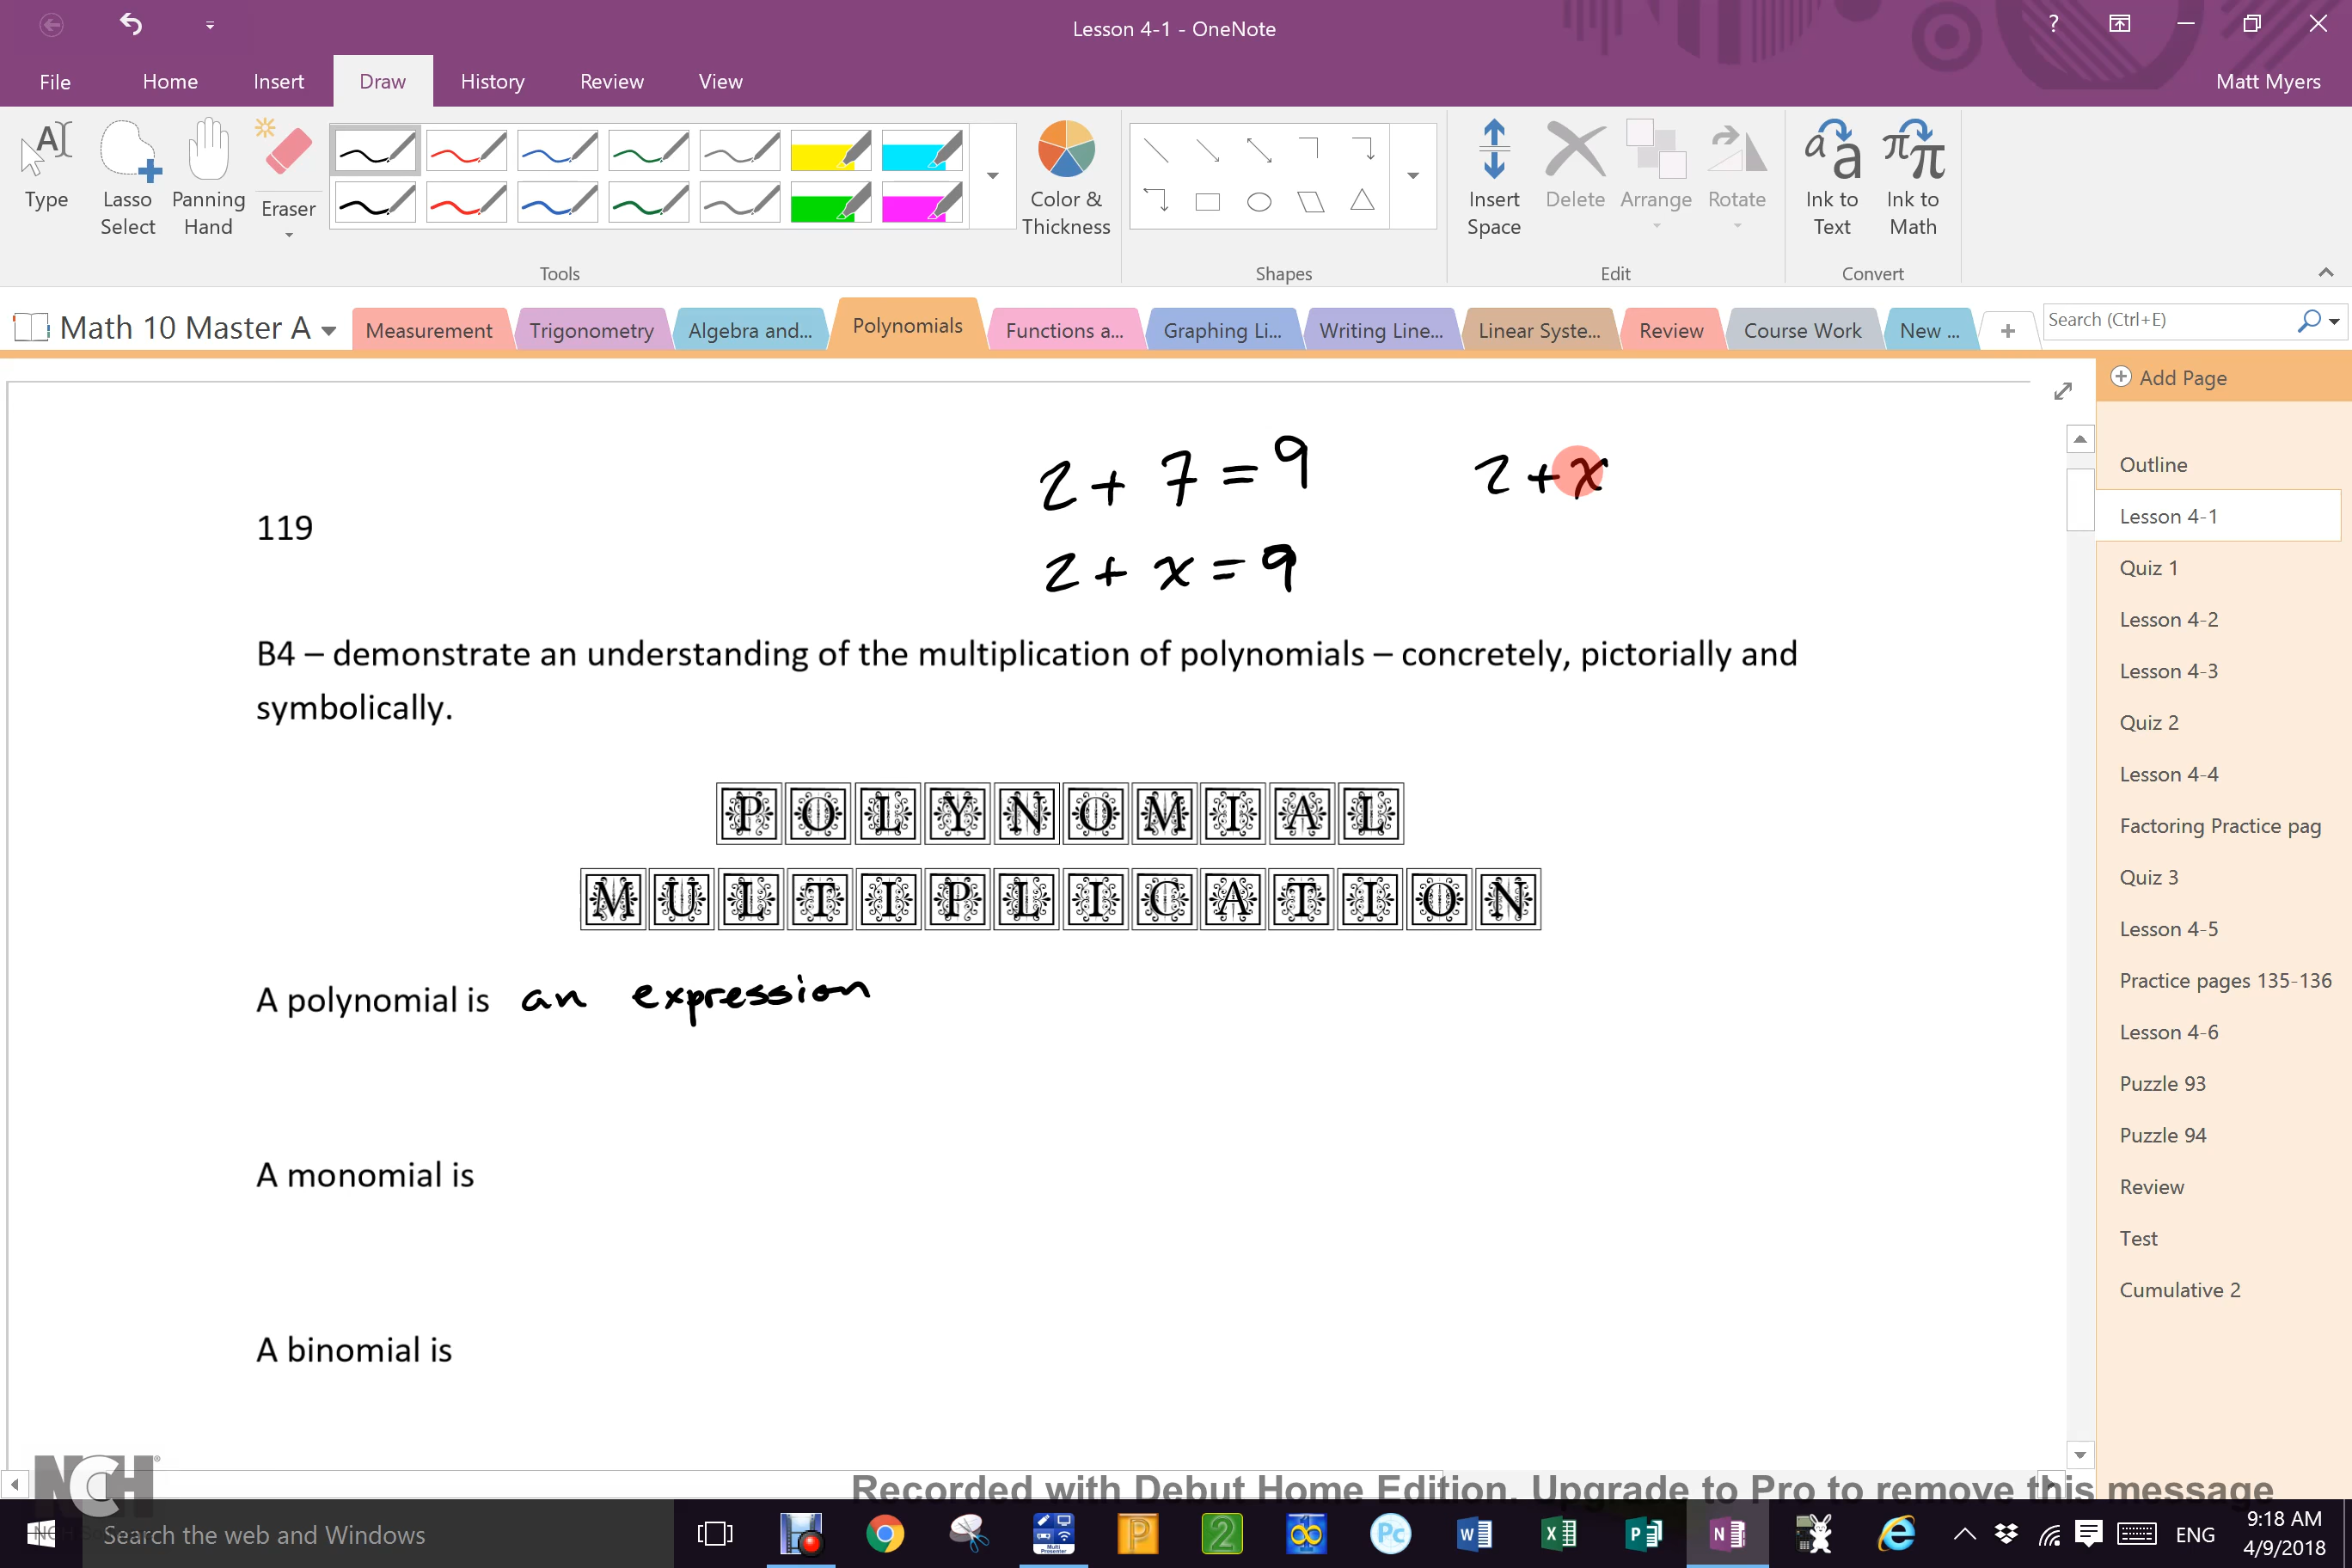 Lesson 4-1 - OneNote
?
File Home Insert Draw History Review View Matt Myers
Type Lasso Select Panning Hand Eraser
Color & Thickness
Insert Space Delete Arrange Rotate
Ink to Text Ink to Math
Tools Shapes Edit Convert
Math 10 Master A Measurement Trigonometry Algebra and... Polynomials Functions a... Graphing Li... Writing Line... Linear Syste... Review Course Work New ... + Search (Ctrl+E)
Add Page
2 + 7 = 9 2 + x
119
2 + x = 9
B4 – demonstrate an understanding of the multiplication of polynomials – concretely, pictorially and
symbolically.
POLYNOMIAL
MULTIPLICATION
A polynomial is an expression
A monomial is
A binomial is
Outline
Lesson 4-1
Quiz 1
Lesson 4-2
Lesson 4-3
Quiz 2
Lesson 4-4
Factoring Practice pag
Quiz 3
Lesson 4-5
Practice pages 135-136
Lesson 4-6
Puzzle 93
Puzzle 94
Review
Test
Cumulative 2
NCH
Recorded with Debut Home Edition. Upgrade to Pro to remove this message
Search the web and Windows
ENG
9:18 AM
4/9/2018